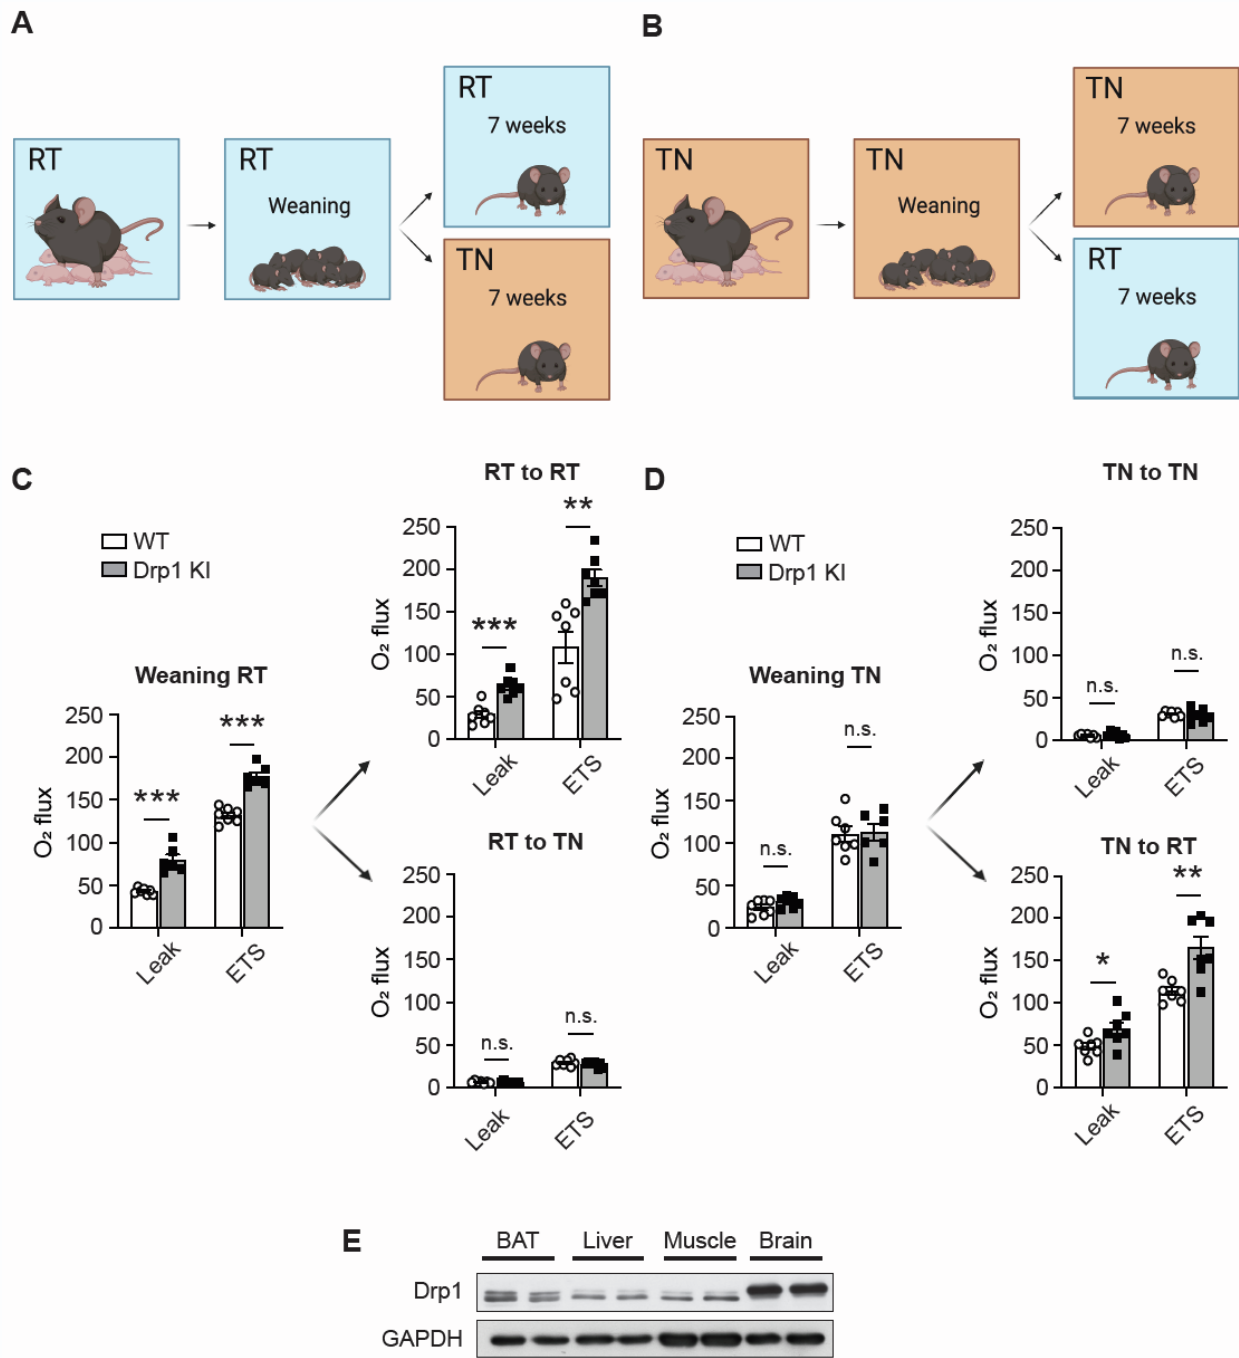 A
RT
RT
Weaning
RT
7 weeks
TN
7 weeks
B
TN
TN
Weaning
TN
7 weeks
RT
7 weeks
C
WT
Drp1 KI
Weaning RT
O₂ flux
250
200
150
100
50
0
***
***
Leak
ETS
RT to RT
O₂ flux
250
200
150
100
50
0
***
**
Leak
ETS
RT to TN
O₂ flux
250
200
150
100
50
0
n.s.
n.s.
Leak
ETS
D
WT
Drp1 KI
Weaning TN
O₂ flux
250
200
150
100
50
0
n.s.
n.s.
Leak
ETS
TN to TN
O₂ flux
250
200
150
100
50
0
n.s.
n.s.
Leak
ETS
TN to RT
O₂ flux
250
200
150
100
50
0
*
**
Leak
ETS
E
BAT Liver Muscle Brain
Drp1
GAPDH